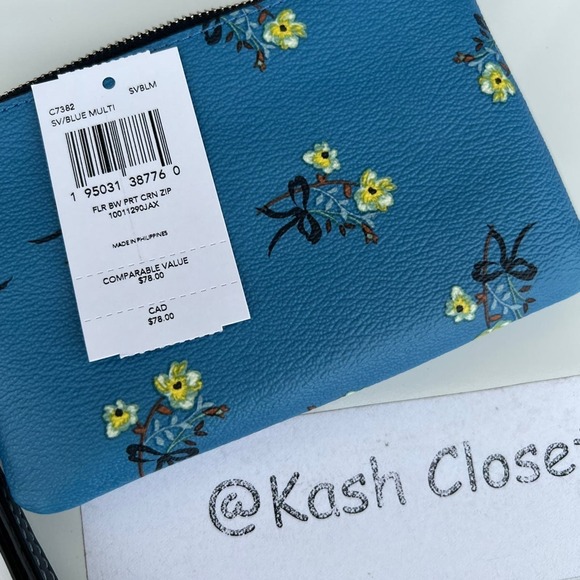 C7382
SV/BLUE MULTI SVBLM
1 95031 38776 0
FLR BW PRT CRN ZIP
10011290JAX
MADE IN PHILIPPINES
COMPARABLE VALUE
$78.00
CAD
$78.00
@Kash Closet